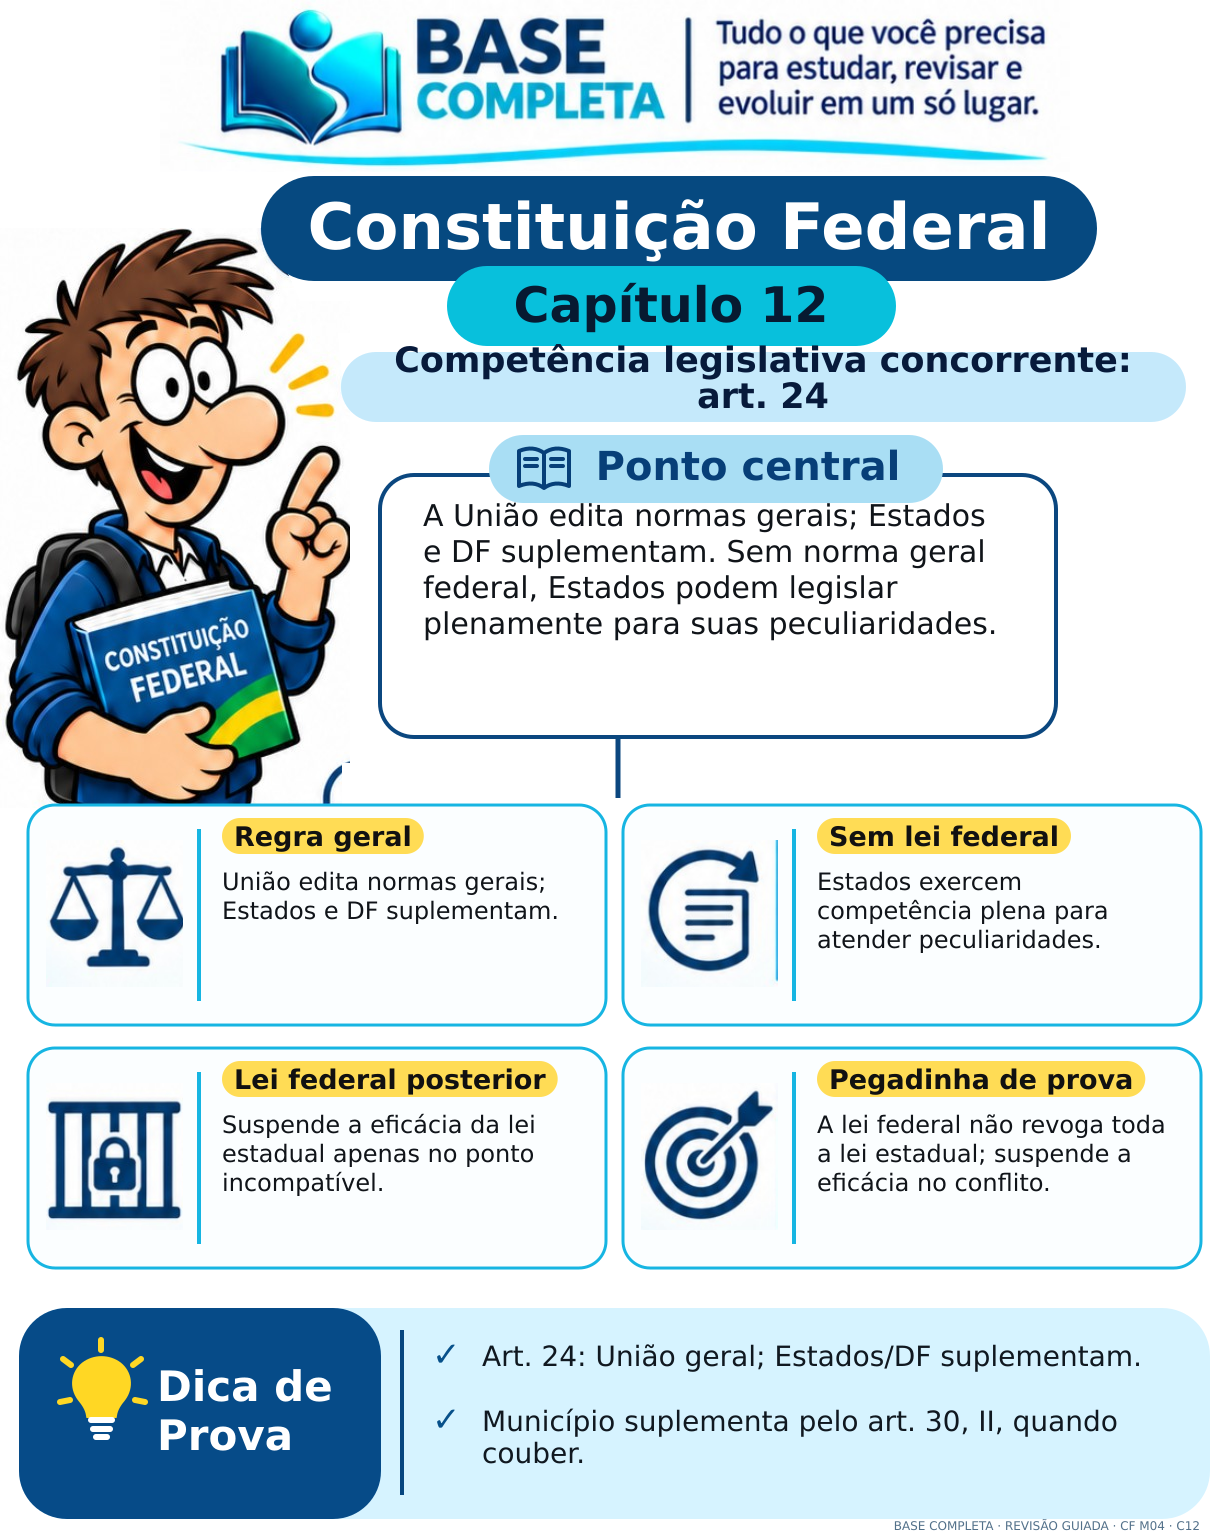 BASE
COMPLETA
Tudo o que você precisa
para estudar, revisar e
evoluir em um só lugar.
Constituição Federal
Capítulo 12
Competência legislativa concorrente:
art. 24
Ponto central
A União edita normas gerais; Estados
e DF suplementam. Sem norma geral
federal, Estados podem legislar
plenamente para suas peculiaridades.
CONSTITUIÇÃO
FEDERAL
Regra geral
União edita normas gerais;
Estados e DF suplementam.
Sem lei federal
Estados exercem
competência plena para
atender peculiaridades.
Lei federal posterior
Suspende a eficácia da lei
estadual apenas no ponto
incompatível.
Pegadinha de prova
A lei federal não revoga toda
a lei estadual; suspende a
eficácia no conflito.
Dica de
Prova
✓ Art. 24: União geral; Estados/DF suplementam.
✓ Município suplementa pelo art. 30, II, quando
couber.
BASE COMPLETA · REVISÃO GUIADA · CF M04 · C12